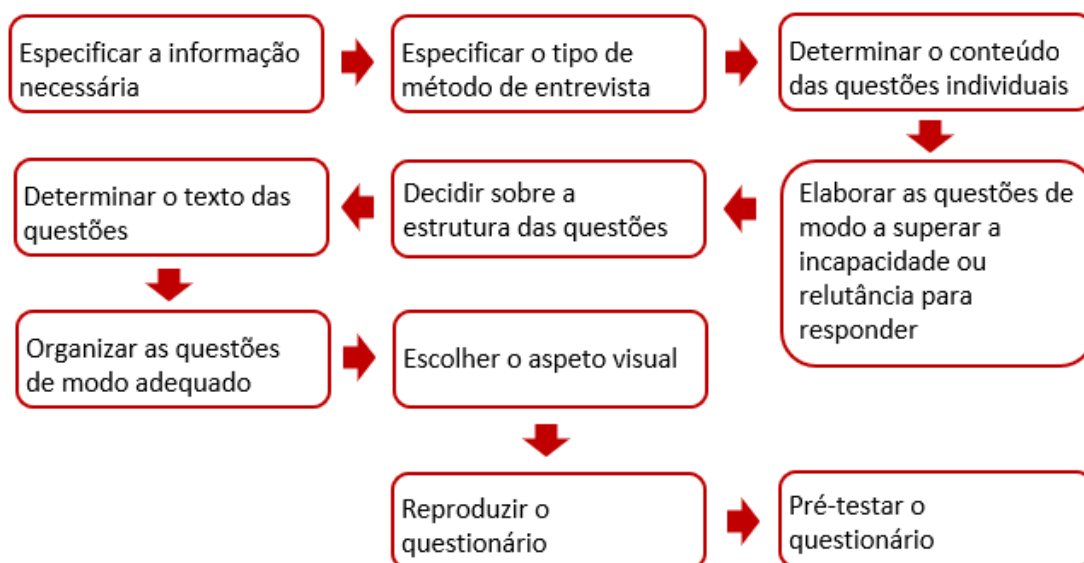 Especificar a informação
necessária
Especificar o tipo de
método de entrevista
Determinar o conteúdo
das questões individuais
Elaborar as questões de
modo a superar a
incapacidade ou
relutância para
responder
Decidir sobre a
estrutura das questões
Determinar o texto das
questões
Organizar as questões
de modo adequado
Escolher o aspeto visual
Reproduzir o
questionário
Pré-testar o
questionário